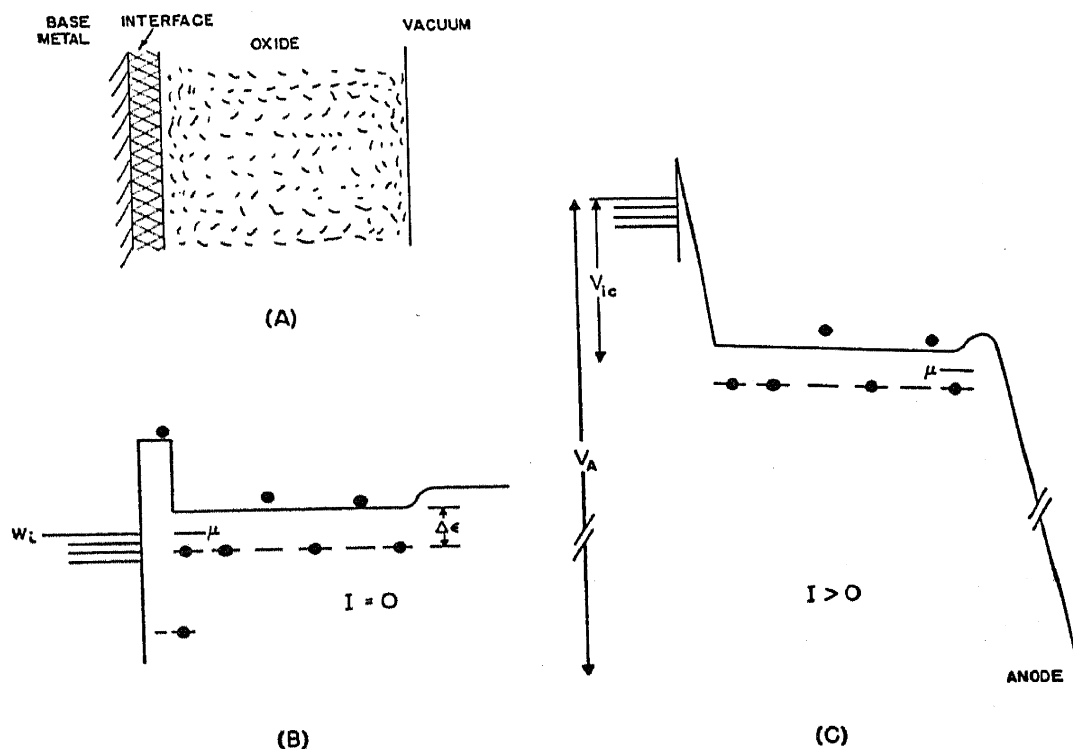 BASE METAL
INTERFACE
OXIDE
VACUUM
(A)
Wi
μ
Δε
I = O
(B)
Vic
μ
VA
I > O
ANODE
(C)